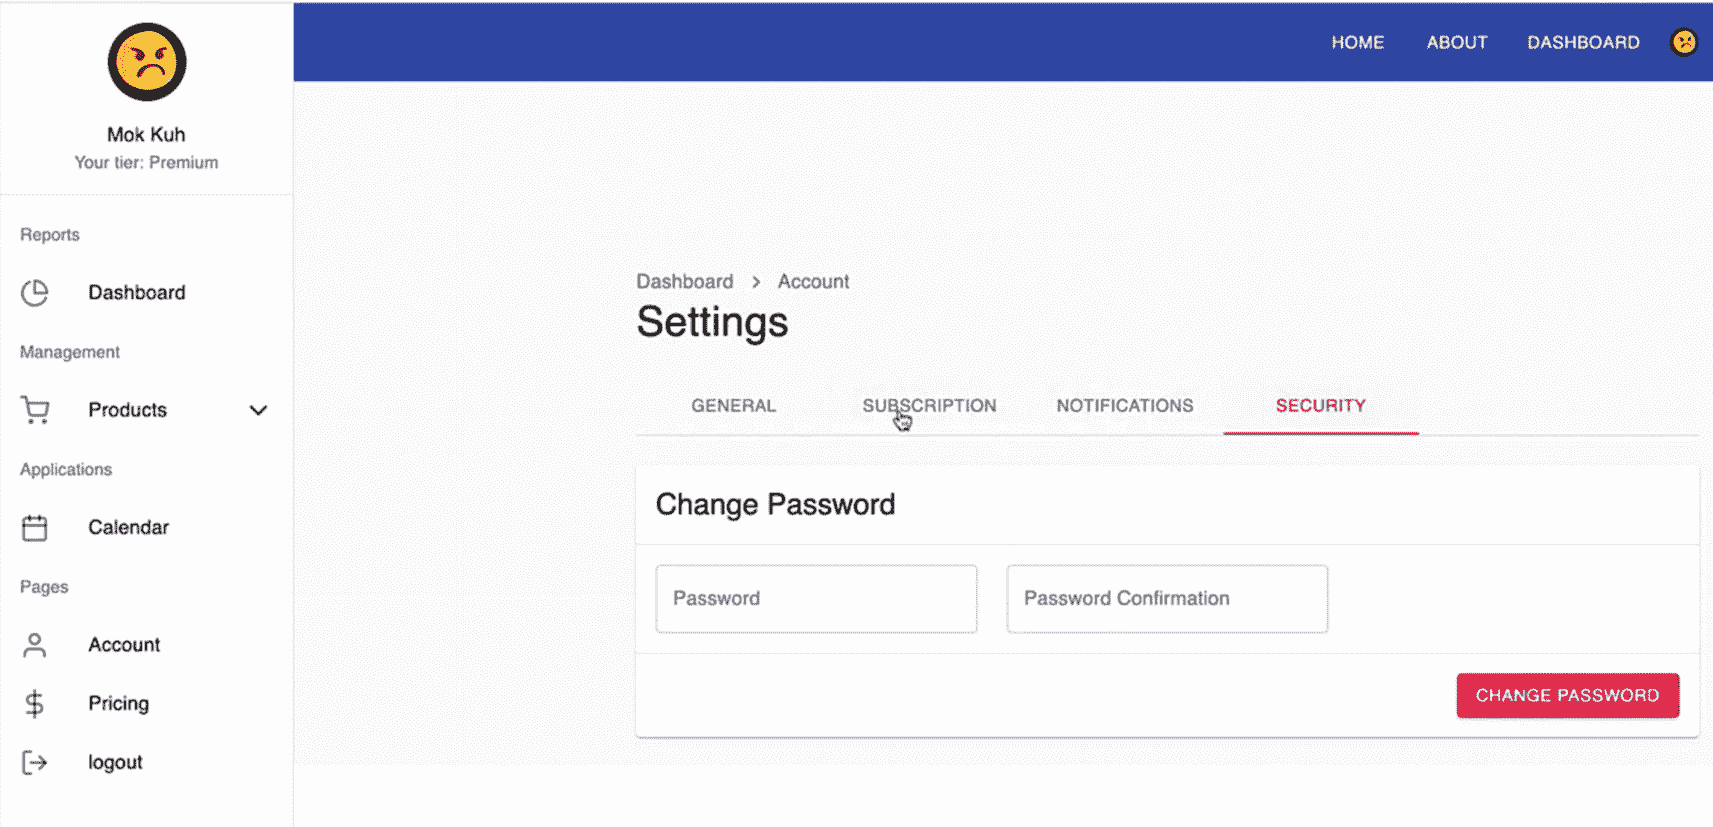 HOME ABOUT DASHBOARD
Mok Kuh
Your tier: Premium
Reports
Dashboard
Management
Products
Applications
Calendar
Pages
Account
Pricing
logout
Dashboard > Account
Settings
GENERAL SUBSCRIPTION NOTIFICATIONS SECURITY
Change Password
Password Password Confirmation
CHANGE PASSWORD